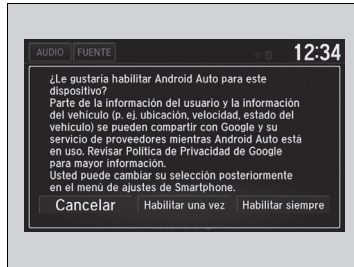 AUDIO FUENTE 12:34
¿Le gustaría habilitar Android Auto para este
dispositivo?
Parte de la información del usuario y la información
del vehículo (p. ej. ubicación, velocidad, estado del
vehículo) se pueden compartir con Google y su
servicio de proveedores mientras Android Auto está
en uso. Revisar Política de Privacidad de Google
para mayor información.
Usted puede cambiar su selección posteriormente
en el menú de ajustes de Smartphone.
Cancelar Habilitar una vez Habilitar siempre